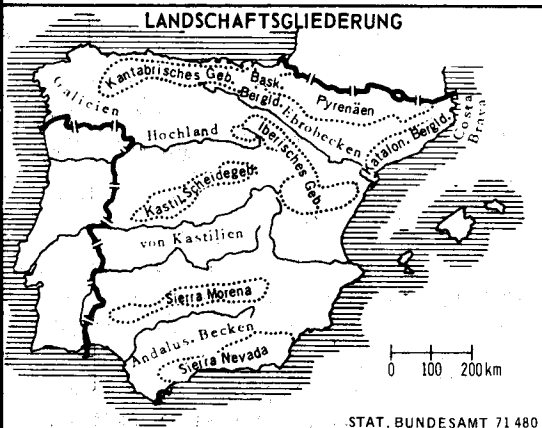 LANDSCHAFTSGLIEDERUNG
Galicien
Kantabrisches Geb.
Bask.
Bergld.
Pyrenäen
Ebrobecken
Katalon. Bergld.
Costa
Brava
Hochland
Iberisches Geb.
Kastil. Scheidegeb.
von Kastilien
Sierra Morena
Andalus. Becken
Sierra Nevada
0 100 200 km
STAT. BUNDESAMT 71 480